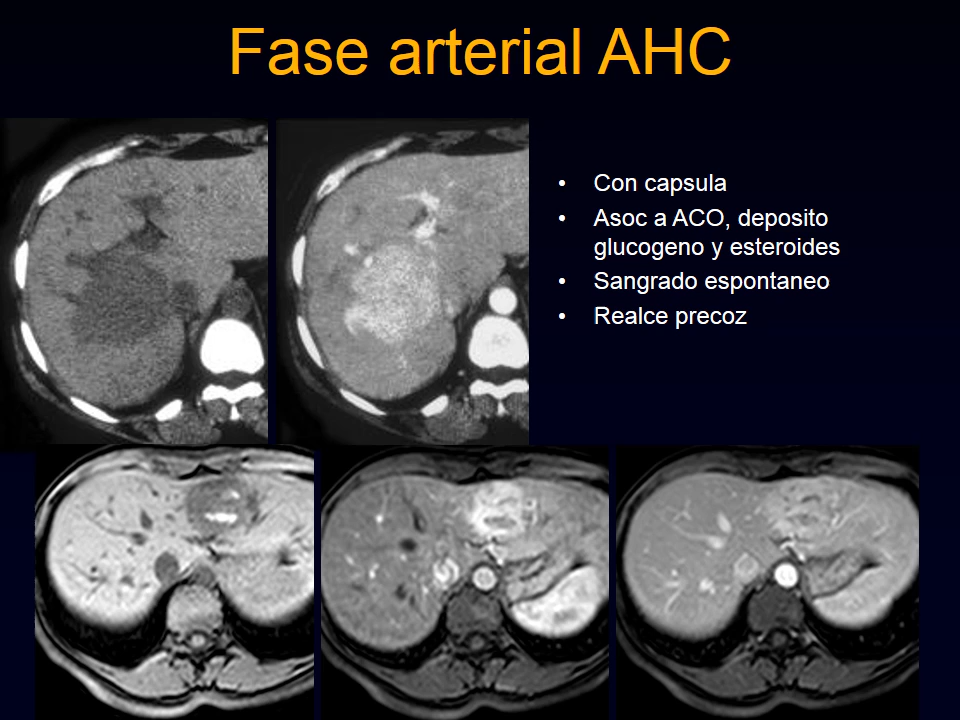 Fase arterial AHC
• Con capsula
• Asoc a ACO, deposito
glucogeno y esteroides
• Sangrado espontaneo
• Realce precoz